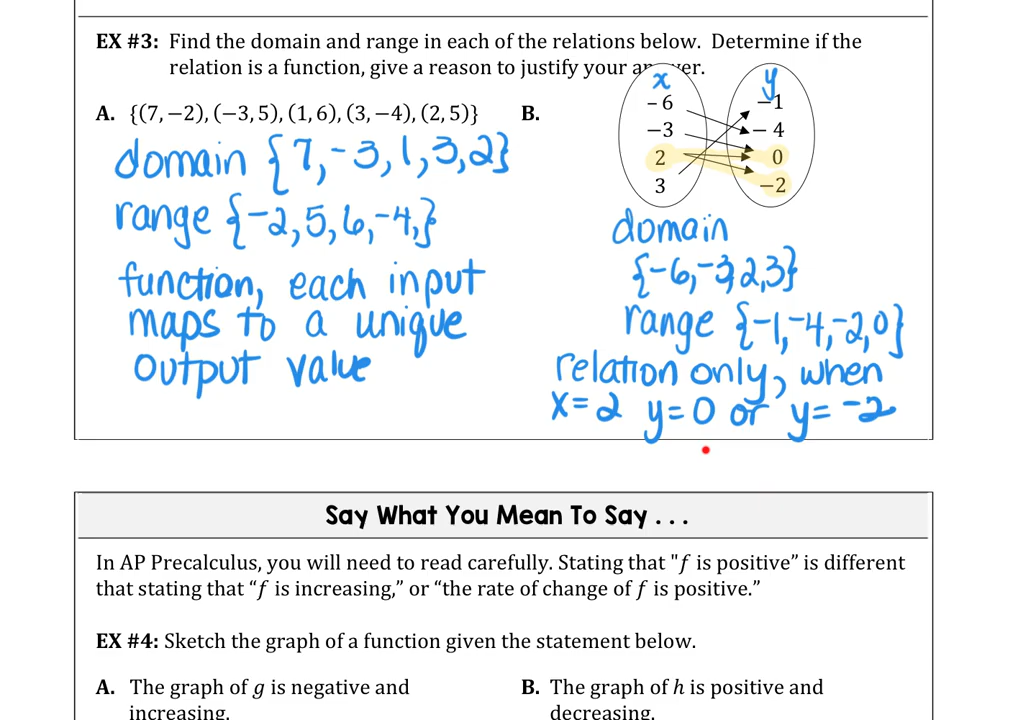 EX #3: Find the domain and range in each of the relations below. Determine if the
relation is a function, give a reason to justify your answer.
A. {(7, −2), (−3, 5), (1, 6), (3, −4), (2, 5)}
domain {7, -3, 1, 3, 2}
range {-2, 5, 6, -4,}
function, each input
maps to a unique
output value
B.
x y
−6 −1
−3 −4
2 0
3 −2
domain
{-6, -3, 2, 3}
range {-1, -4, -2, 0}
relation only, when
x=2 y=0 or y=-2
Say What You Mean To Say . . .
In AP Precalculus, you will need to read carefully. Stating that "f is positive” is different
that stating that “f is increasing,” or “the rate of change of f is positive.”
EX #4: Sketch the graph of a function given the statement below.
A. The graph of g is negative and
increasing.
B. The graph of h is positive and
decreasing.